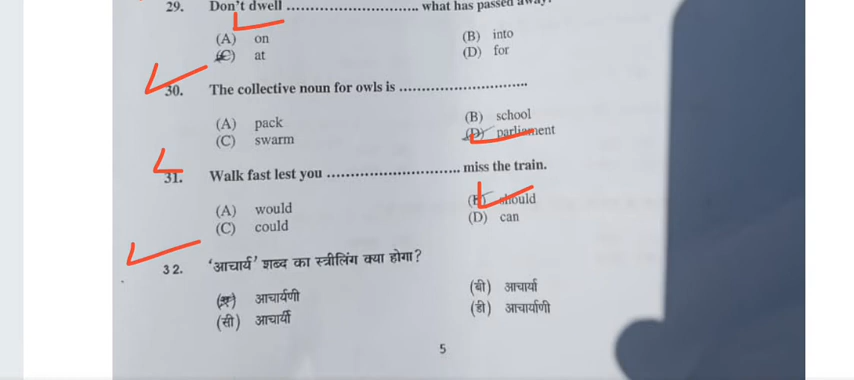 29. Don't dwell ............................... what has passed away?
(A) on (B) into
(C) at (D) for
30. The collective noun for owls is ..............................
(A) pack (B) school
(C) swarm (D) parliament
31. Walk fast lest you ............................... miss the train.
(A) would (B) should
(C) could (D) can
32. 'आचार्य' शब्द का स्त्रीलिंग क्या होगा?
(ए) आचार्यणी (बी) आचार्या
(सी) आचार्यी (डी) आचार्याणी
5